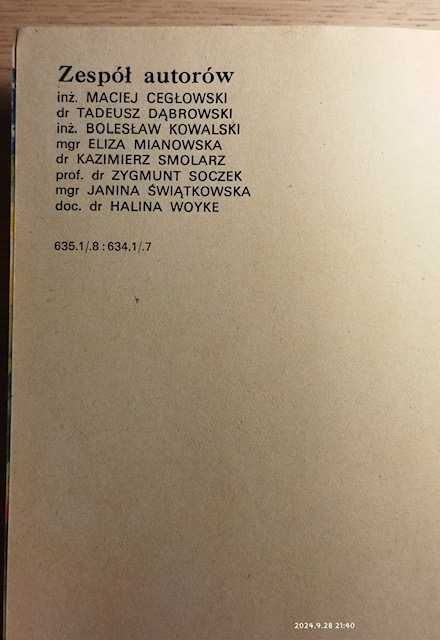 Zespół autorów
inż. MACIEJ CEGŁOWSKI
dr TADEUSZ DĄBROWSKI
inż. BOLESŁAW KOWALSKI
mgr ELIZA MIANOWSKA
dr KAZIMIERZ SMOLARZ
prof. dr ZYGMUNT SOCZEK
mgr JANINA ŚWIĄTKOWSKA
doc. dr HALINA WOYKE
635.1/.8 : 634.1/.7
2024.9.28 21:40